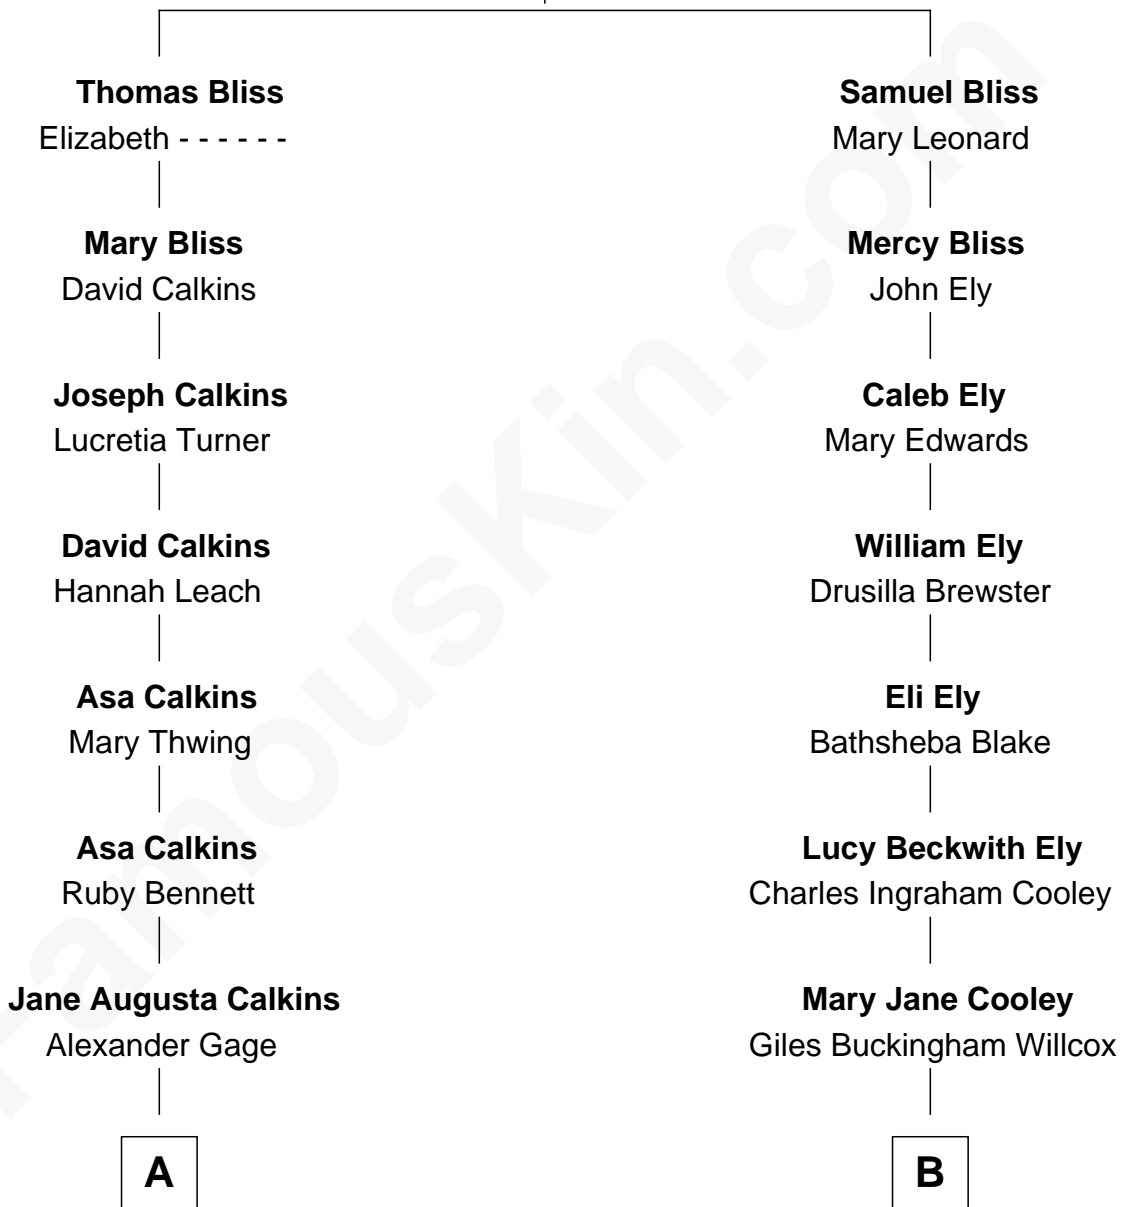 Thomas Bliss
Elizabeth - - - - - -
Mary Bliss
David Calkins
Joseph Calkins
Lucretia Turner
David Calkins
Hannah Leach
Asa Calkins
Mary Thwing
Asa Calkins
Ruby Bennett
Jane Augusta Calkins
Alexander Gage
A
Samuel Bliss
Mary Leonard
Mercy Bliss
John Ely
Caleb Ely
Mary Edwards
William Ely
Drusilla Brewster
Eli Ely
Bathsheba Blake
Lucy Beckwith Ely
Charles Ingraham Cooley
Mary Jane Cooley
Giles Buckingham Willcox
B
FamousKin.com